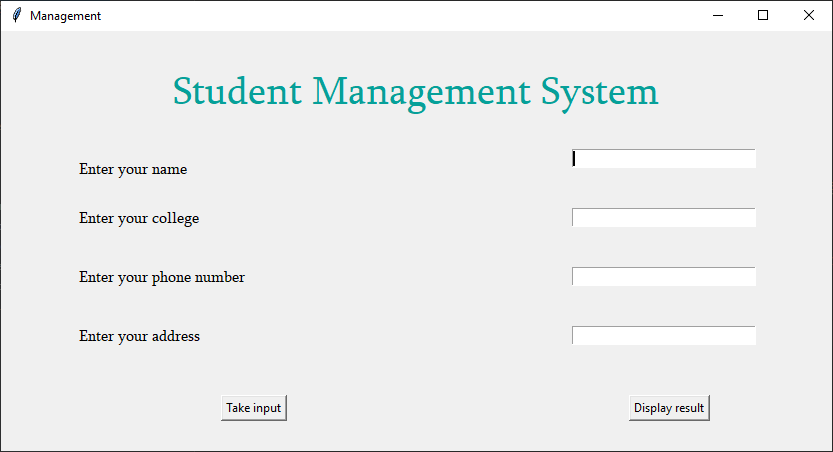 Management
Student Management System
Enter your name
Enter your college
Enter your phone number
Enter your address
Take input
Display result